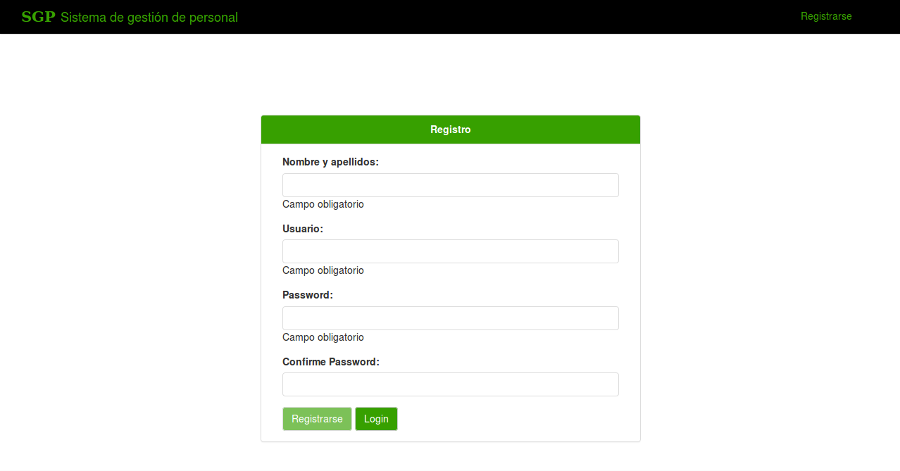 SGP Sistema de gestión de personal
Registrarse
Registro
Nombre y apellidos:
Campo obligatorio
Usuario:
Campo obligatorio
Password:
Campo obligatorio
Confirme Password:
Registrarse Login